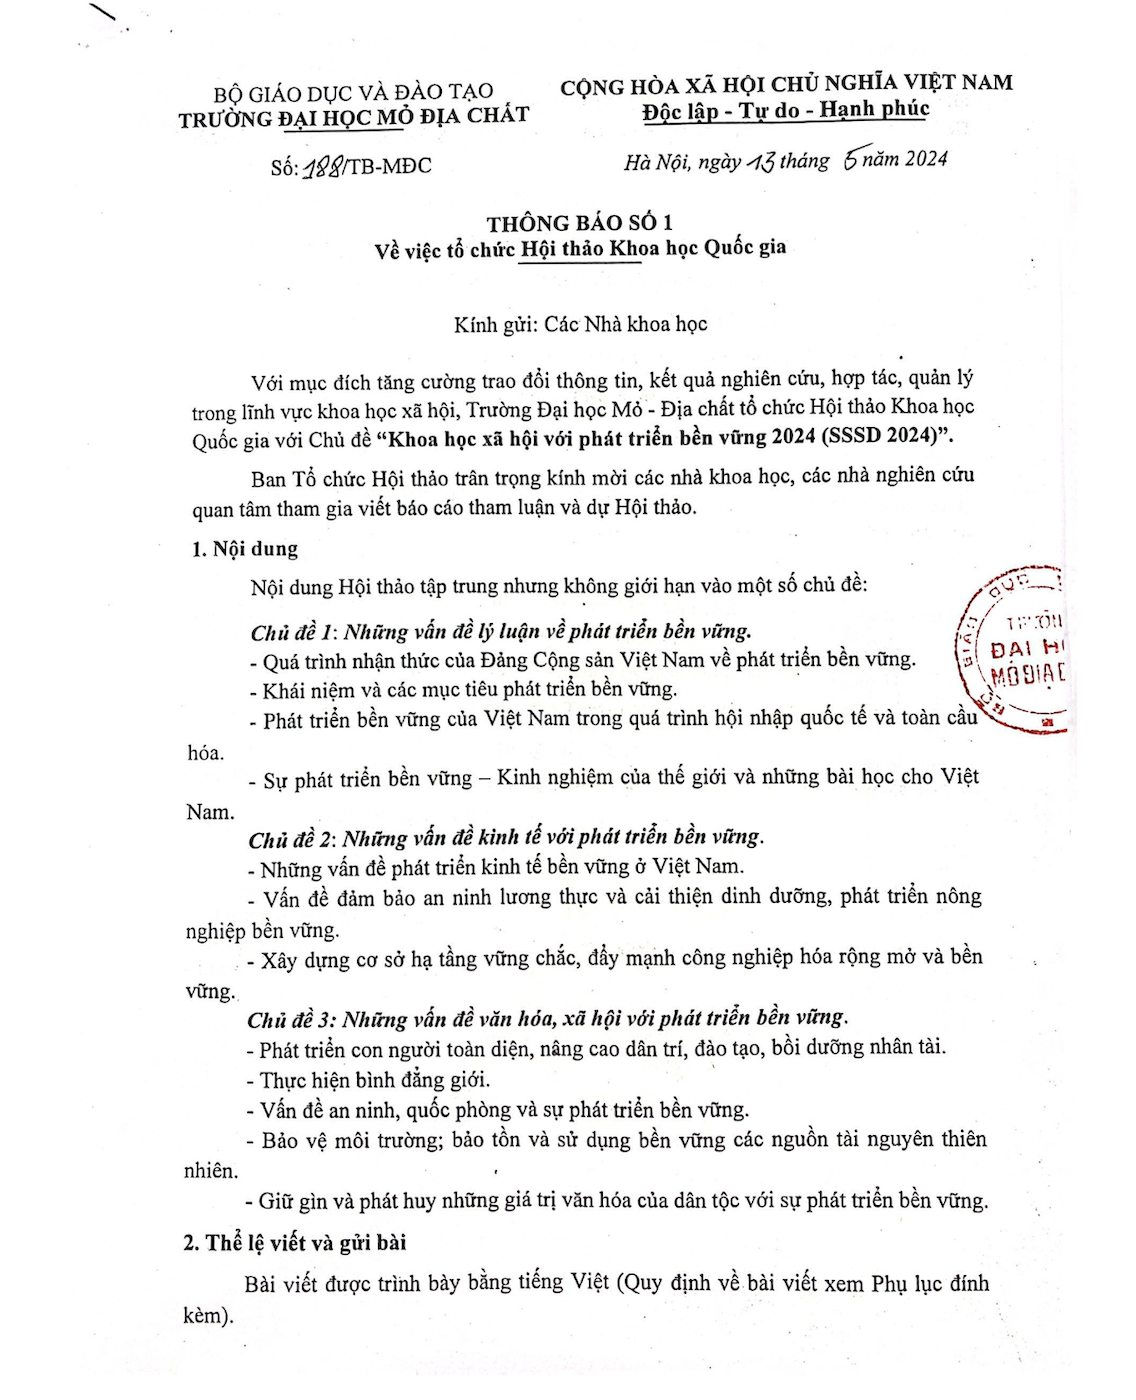 BỘ GIÁO DỤC VÀ ĐÀO TẠO
TRƯỜNG ĐẠI HỌC MỎ ĐỊA CHẤT
CỘNG HÒA XÃ HỘI CHỦ NGHĨA VIỆT NAM
Độc lập - Tự do - Hạnh phúc
Số: 188/TB-MĐC
Hà Nội, ngày 13 tháng 5 năm 2024
THÔNG BÁO SỐ 1
Về việc tổ chức Hội thảo Khoa học Quốc gia
Kính gửi: Các Nhà khoa học
Với mục đích tăng cường trao đổi thông tin, kết quả nghiên cứu, hợp tác, quản lý
trong lĩnh vực khoa học xã hội, Trường Đại học Mỏ - Địa chất tổ chức Hội thảo Khoa học
Quốc gia với Chủ đề “Khoa học xã hội với phát triển bền vững 2024 (SSSD 2024)”.
Ban Tổ chức Hội thảo trân trọng kính mời các nhà khoa học, các nhà nghiên cứu
quan tâm tham gia viết báo cáo tham luận và dự Hội thảo.
1. Nội dung
Nội dung Hội thảo tập trung nhưng không giới hạn vào một số chủ đề:
Chủ đề 1: Những vấn đề lý luận về phát triển bền vững.
- Quá trình nhận thức của Đảng Cộng sản Việt Nam về phát triển bền vững.
- Khái niệm và các mục tiêu phát triển bền vững.
- Phát triển bền vững của Việt Nam trong quá trình hội nhập quốc tế và toàn cầu
hóa.
- Sự phát triển bền vững – Kinh nghiệm của thế giới và những bài học cho Việt
Nam.
Chủ đề 2: Những vấn đề kinh tế với phát triển bền vững.
- Những vấn đề phát triển kinh tế bền vững ở Việt Nam.
- Vấn đề đảm bảo an ninh lương thực và cải thiện dinh dưỡng, phát triển nông
nghiệp bền vững.
- Xây dựng cơ sở hạ tầng vững chắc, đẩy mạnh công nghiệp hóa rộng mở và bền
vững.
Chủ đề 3: Những vấn đề văn hóa, xã hội với phát triển bền vững.
- Phát triển con người toàn diện, nâng cao dân trí, đào tạo, bồi dưỡng nhân tài.
- Thực hiện bình đẳng giới.
- Vấn đề an ninh, quốc phòng và sự phát triển bền vững.
- Bảo vệ môi trường; bảo tồn và sử dụng bền vững các nguồn tài nguyên thiên
nhiên.
- Giữ gìn và phát huy những giá trị văn hóa của dân tộc với sự phát triển bền vững.
2. Thể lệ viết và gửi bài
Bài viết được trình bày bằng tiếng Việt (Quy định về bài viết xem Phụ lục đính
kèm).
BỘ GIÁO DỤC
ĐẠI H
MỎ ĐỊA C